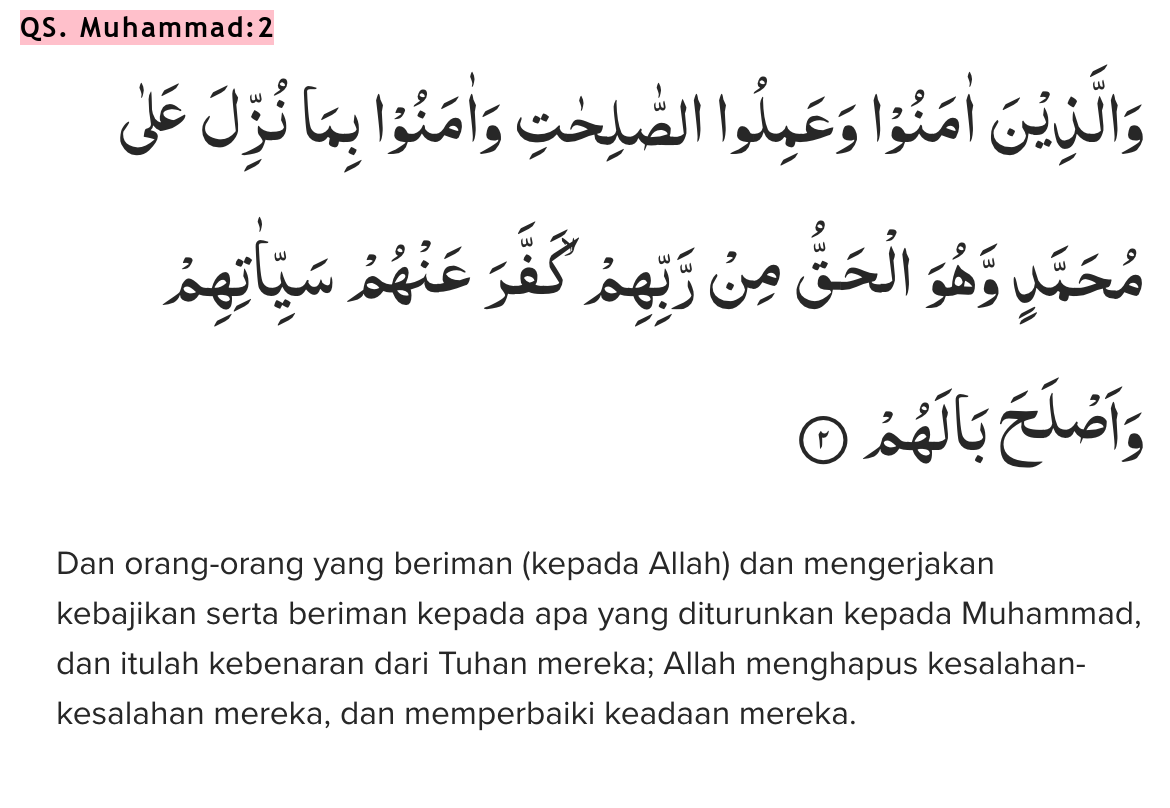 QS. Muhammad:2
وَالَّذِيْنَ اٰمَنُوْا وَعَمِلُوا الصّٰلِحٰتِ وَاٰمَنُوْا بِمَا نُزِّلَ عَلٰى
مُحَمَّدٍ وَّهُوَ الْحَقُّ مِنْ رَّبِّهِمْ ۙ كَفَّرَ عَنْهُمْ سَيِّاٰتِهِمْ
وَاَصْلَحَ بَالَهُمْ ٢
Dan orang-orang yang beriman (kepada Allah) dan mengerjakan
kebajikan serta beriman kepada apa yang diturunkan kepada Muhammad,
dan itulah kebenaran dari Tuhan mereka; Allah menghapus kesalahan-
kesalahan mereka, dan memperbaiki keadaan mereka.